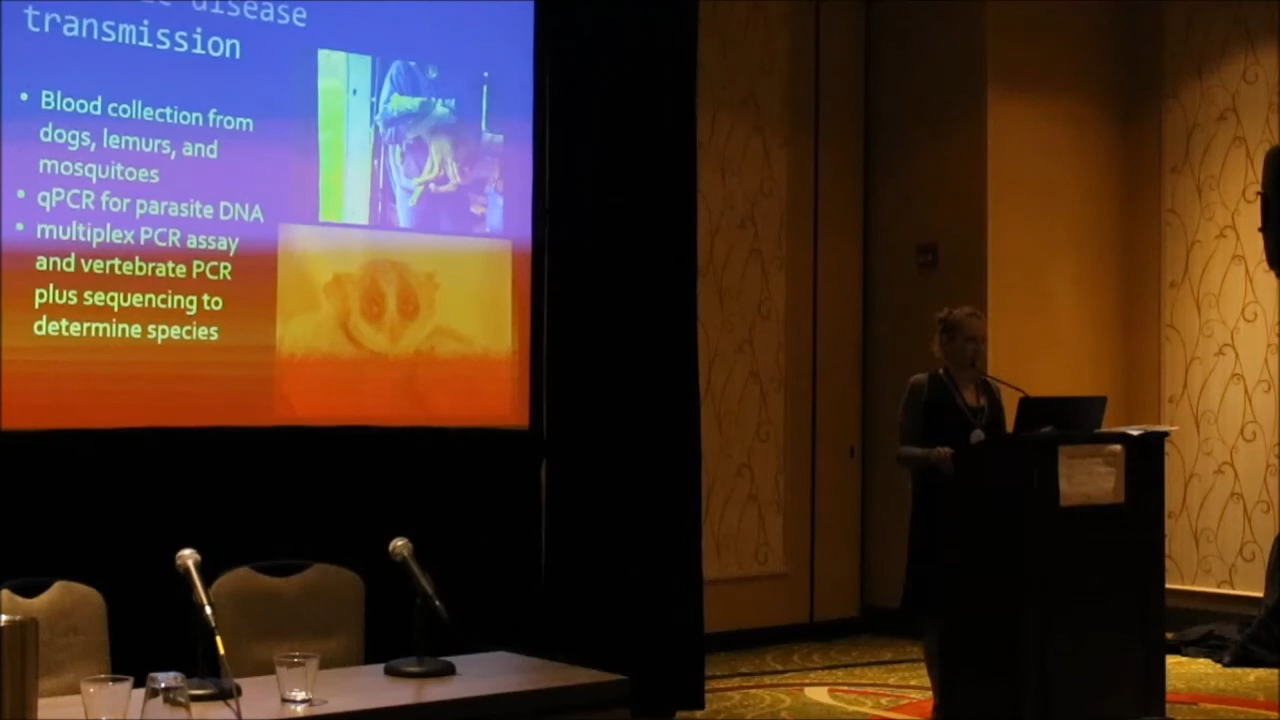 disease
transmission
• Blood collection from
dogs, lemurs, and
mosquitoes
• qPCR for parasite DNA
• multiplex PCR assay
and vertebrate PCR
plus sequencing to
determine species